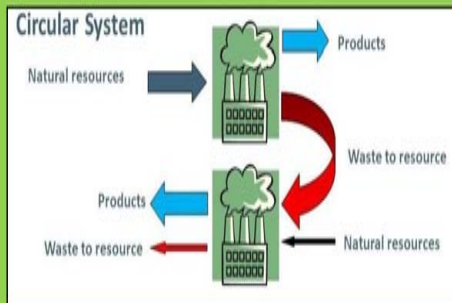 Circular System
Products
Natural resources
Waste to resource
Products
Waste to resource
Natural resources